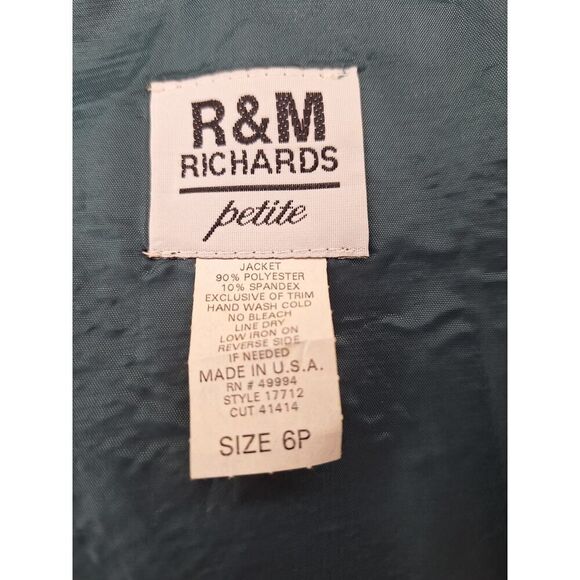 R&M
RICHARDS
petite
JACKET
90% POLYESTER
10% SPANDEX
EXCLUSIVE OF TRIM
HAND WASH COLD
NO BLEACH
LINE DRY
LOW IRON ON
REVERSE SIDE
IF NEEDED
MADE IN U.S.A.
RN # 49994
STYLE 17712
CUT 41414
SIZE 6P